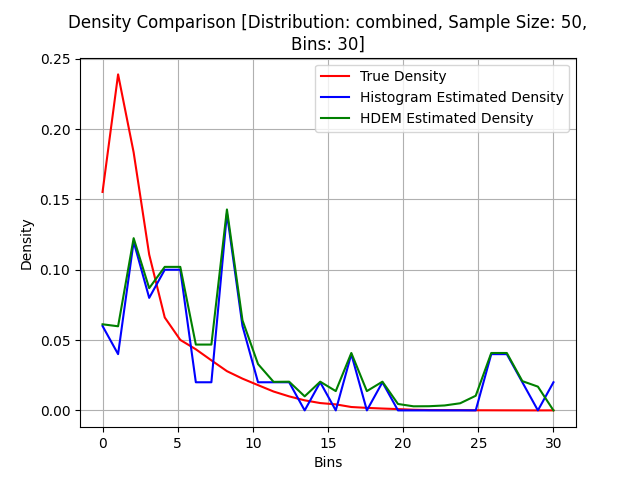 Density Comparison [Distribution: combined, Sample Size: 50,
Bins: 30]
0.25
0.20
0.15
0.10
0.05
0.00
Density
True Density
Histogram Estimated Density
HDEM Estimated Density
0 5 10 15 20 25 30
Bins